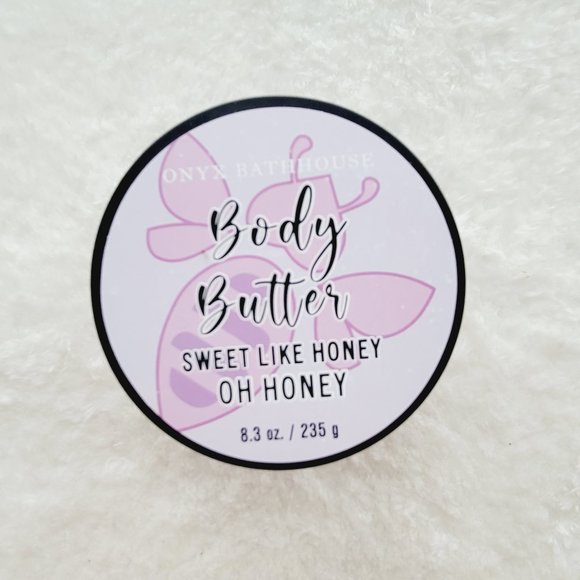 ONYX BATHHOUSE
Body
Butter
SWEET LIKE HONEY
OH HONEY
8.3 oz. / 235 g